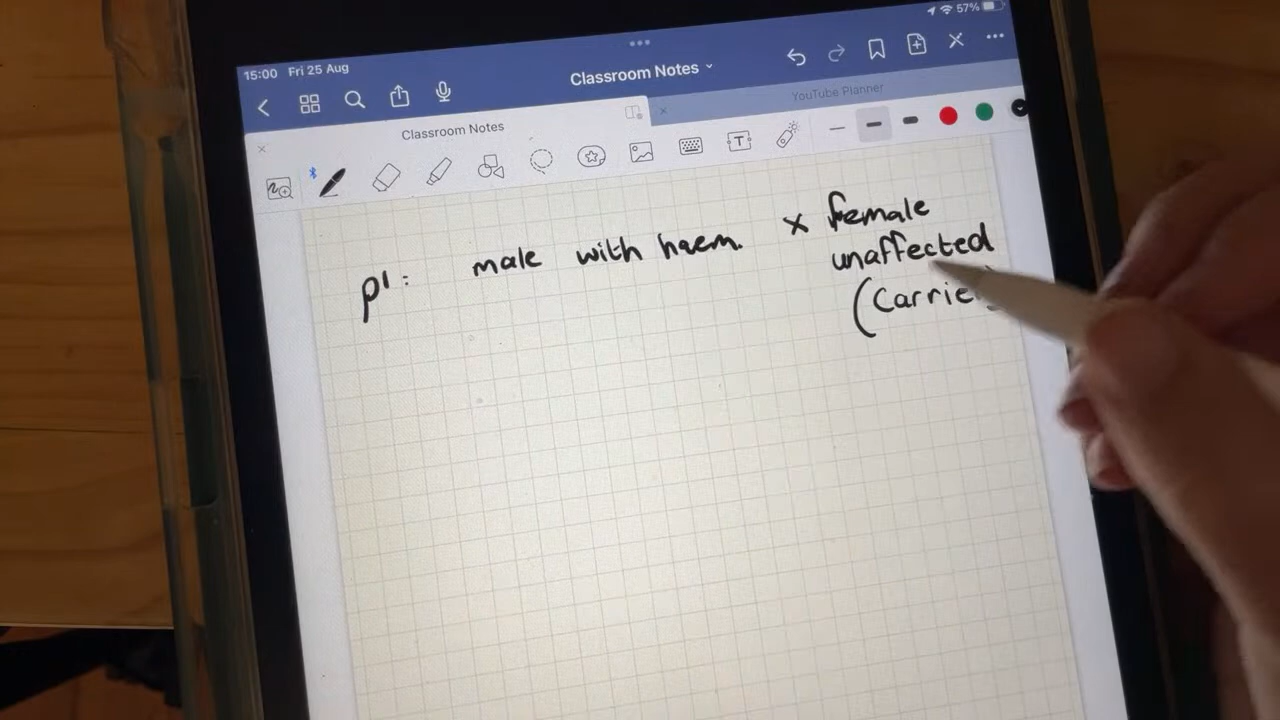 57%
15:00 Fri 25 Aug
Classroom Notes
YouTube Planner
Classroom Notes
T
p1: male with haem. x female
unaffected
(Carrie